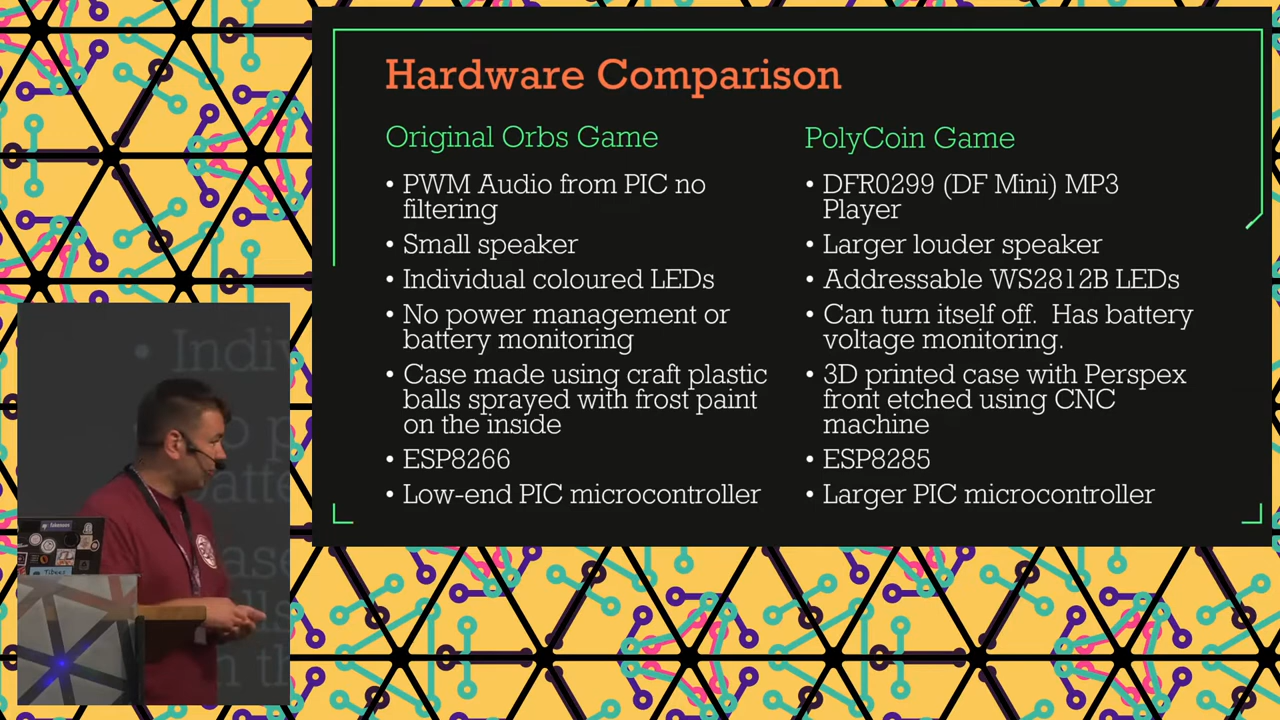 Hardware Comparison
Original Orbs Game
• PWM Audio from PIC no
filtering
• Small speaker
• Individual coloured LEDs
• No power management or
battery monitoring
• Case made using craft plastic
balls sprayed with frost paint
on the inside
• ESP8266
• Low-end PIC microcontroller
PolyCoin Game
• DFR0299 (DF Mini) MP3
Player
• Larger louder speaker
• Addressable WS2812B LEDs
• Can turn itself off.  Has battery
voltage monitoring.
• 3D printed case with Perspex
front etched using CNC
machine
• ESP8285
• Larger PIC microcontroller
• Indi